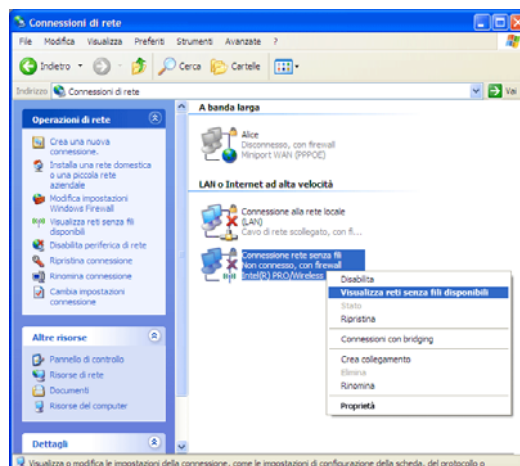 Connessioni di rete
File Modifica Visualizza Preferiti Strumenti Avanzate ?
Indietro Cerca Cartelle
Indirizzo Connessioni di rete Vai
Operazioni di rete
Crea una nuova
connessione.
Installa una rete domestica
o una piccola rete
aziendale
Modifica impostazioni
Windows Firewall
Visualizza reti senza fili
disponibili
Disabilita periferica di rete
Ripristina connessione
Rinomina connessione
Cambia impostazioni
connessione
Altre risorse
Pannello di controllo
Risorse di rete
Documenti
Risorse del computer
Dettagli
A banda larga
Alice
Disconnesso, con firewall
Miniport WAN (PPPOE)
LAN o Internet ad alta velocità
Connessione alla rete locale
(LAN)
Cavo di rete scollegato, con fi...
Connessione rete senza fili
Non connesso, con firewall
Intel(R) PRO/Wireless
Disabilita
Visualizza reti senza fili disponibili
Stato
Ripristina
Connessioni con bridging
Crea collegamento
Elimina
Rinomina
Proprietà
Visualizza o modifica le impostazioni della connessione, come le impostazioni di configurazione della scheda, del protocollo o